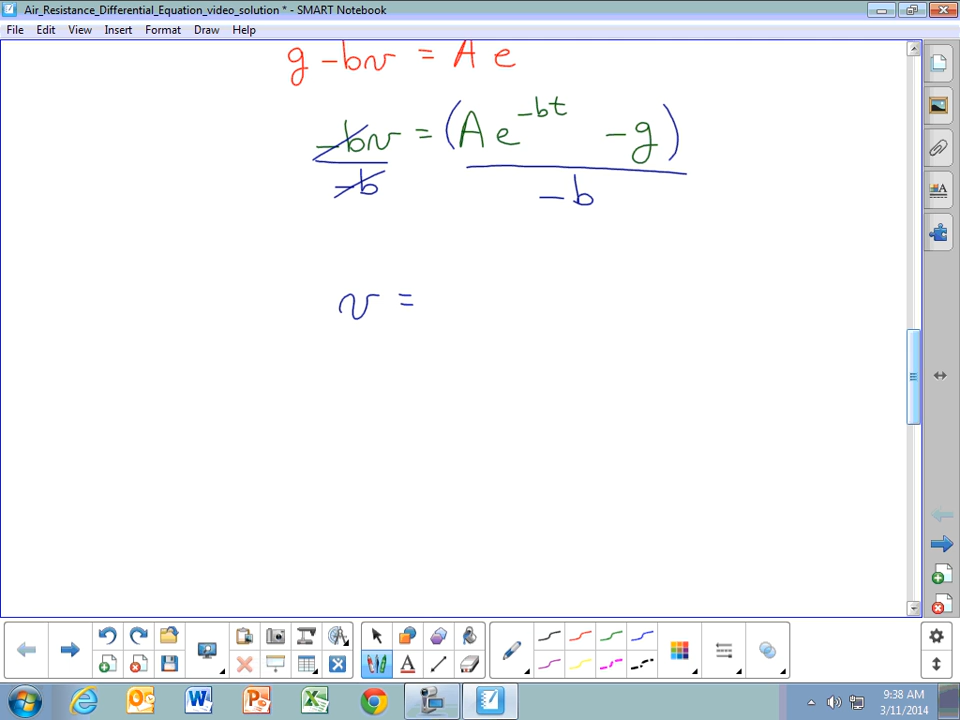 Air_Resistance_Differential_Equation_video_solution * - SMART Notebook
File Edit View Insert Format Draw Help
g -bv = A e
-bv = (A e^-bt -g)
-b -b
v =
9:38 AM
3/11/2014